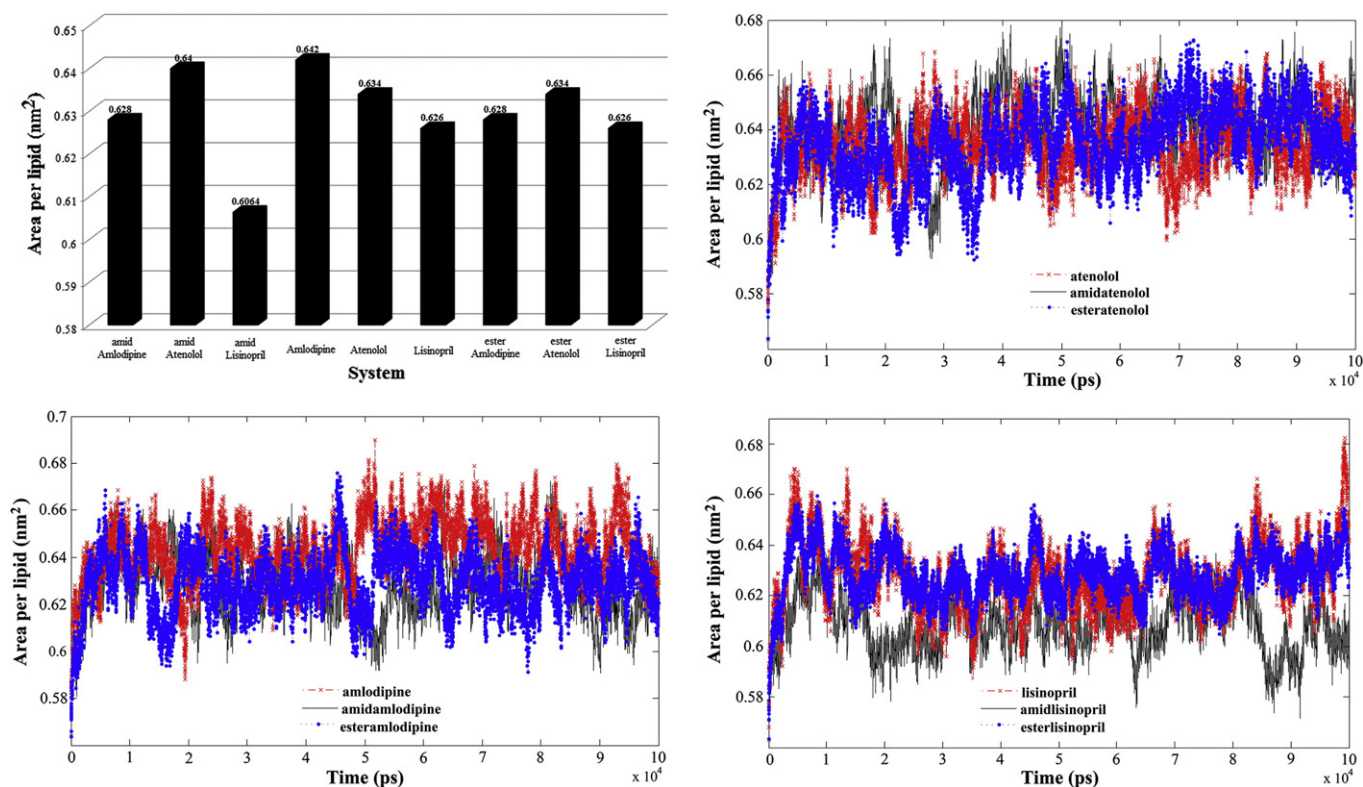 0.65
0.64
0.63
0.62
0.61
0.6
0.59
0.58
Area per lipid (nm²)
0.628
0.64
0.6064
0.642
0.634
0.626
0.628
0.634
0.626
amid Amlodipine
amid Atenolol
amid Lisinopril
Amlodipine
Atenolol
Lisinopril
ester Amlodipine
ester Atenolol
ester Lisinopril
System
0.68
0.66
0.64
0.62
0.6
0.58
Area per lipid (nm²)
atenolol
amidatenolol
esteratenolol
0 1 2 3 4 5 6 7 8 9 10
Time (ps)
x 10⁴
0.7
0.68
0.66
0.64
0.62
0.6
0.58
Area per lipid (nm²)
amlodipine
amidamlodipine
esteramlodipine
0 1 2 3 4 5 6 7 8 9 10
Time (ps)
x 10⁴
0.68
0.66
0.64
0.62
0.6
0.58
Area per lipid (nm²)
lisinopril
amidlisinopril
esterlisinopril
0 1 2 3 4 5 6 7 8 9 10
Time (ps)
x 10⁴